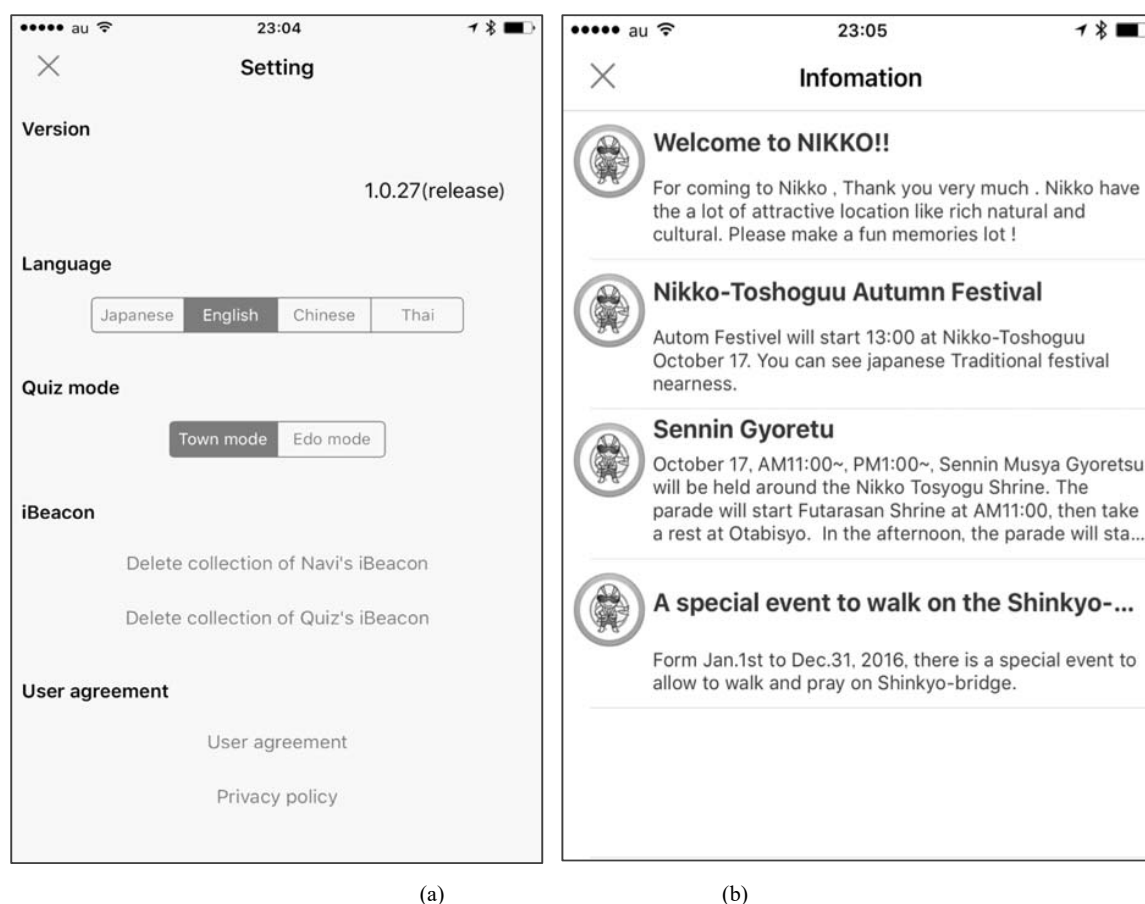 au 23:04
Setting
Version
1.0.27(release)
Language
Japanese English Chinese Thai
Quiz mode
Town mode Edo mode
iBeacon
Delete collection of Navi's iBeacon
Delete collection of Quiz's iBeacon
User agreement
User agreement
Privacy policy
(a)
au 23:05
Infomation
Welcome to NIKKO!!
For coming to Nikko , Thank you very much . Nikko have
the a lot of attractive location like rich natural and
cultural. Please make a fun memories lot !
Nikko-Toshoguu Autumn Festival
Autom Festivel will start 13:00 at Nikko-Toshoguu
October 17. You can see japanese Traditional festival
nearness.
Sennin Gyoretu
October 17, AM11:00~, PM1:00~, Sennin Musya Gyoretsu
will be held around the Nikko Tosyogu Shrine. The
parade will start Futarasan Shrine at AM11:00, then take
a rest at Otabisyo. In the afternoon, the parade will sta...
A special event to walk on the Shinkyo-...
Form Jan.1st to Dec.31, 2016, there is a special event to
allow to walk and pray on Shinkyo-bridge.
(b)